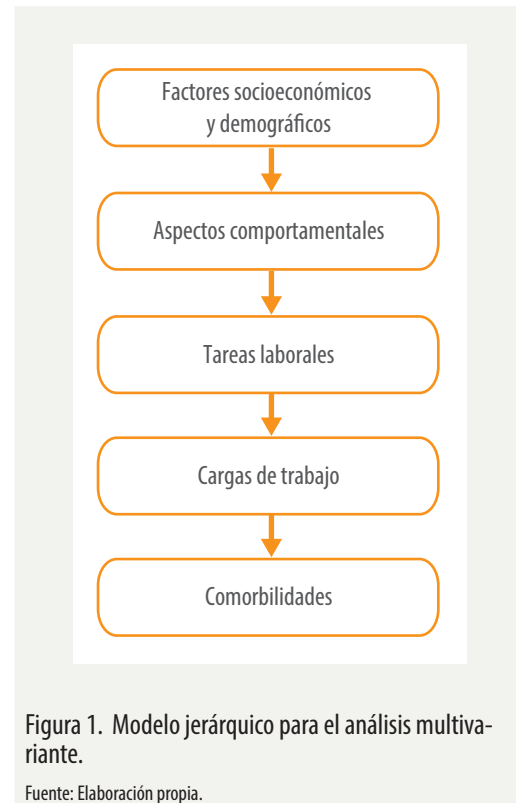 Factores socioeconómicos
y demográficos
Aspectos comportamentales
Tareas laborales
Cargas de trabajo
Comorbilidades
Figura 1. Modelo jerárquico para el análisis multiva-
riante.
Fuente: Elaboración propia.